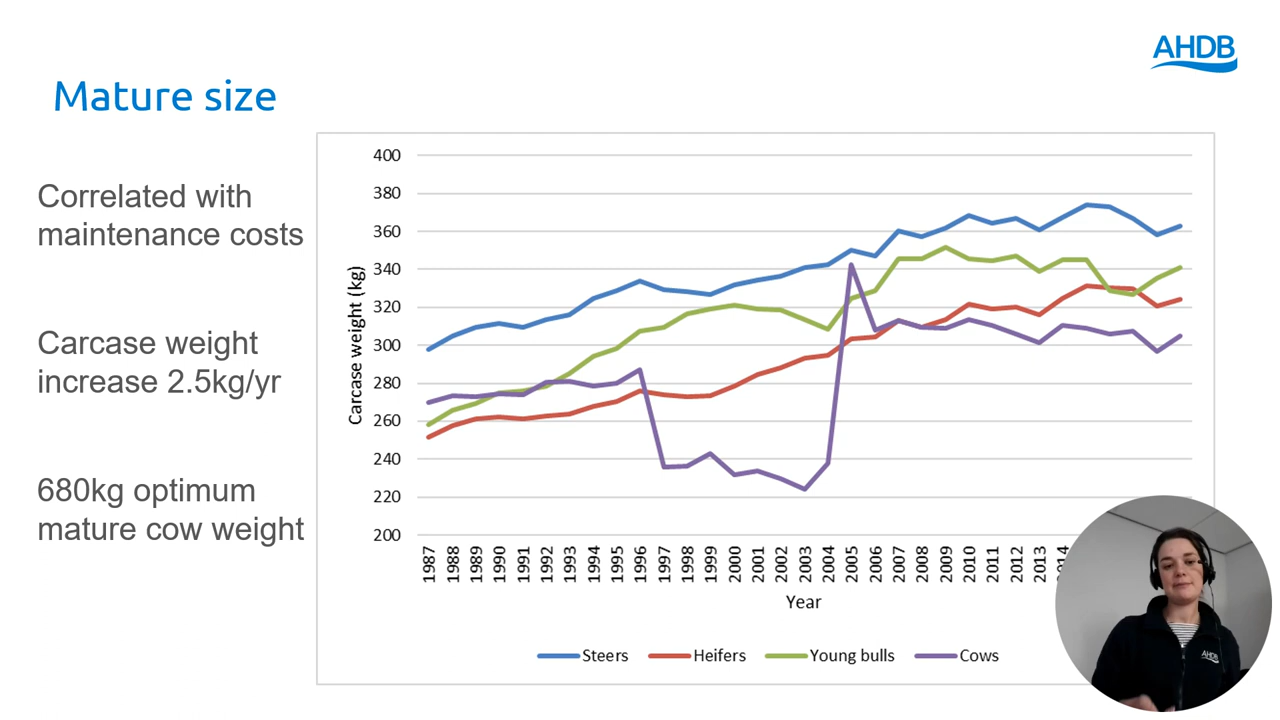 AHDB
Mature size
Correlated with
maintenance costs
Carcase weight
increase 2.5kg/yr
680kg optimum
mature cow weight
Carcase weight (kg)
400
380
360
340
320
300
280
260
240
220
200
1987 1988 1989 1990 1991 1992 1993 1994 1995 1996 1997 1998 1999 2000 2001 2002 2003 2004 2005 2006 2007 2008 2009 2010 2011 2012 2013 2014
Year
Steers Heifers Young bulls Cows
AHDB